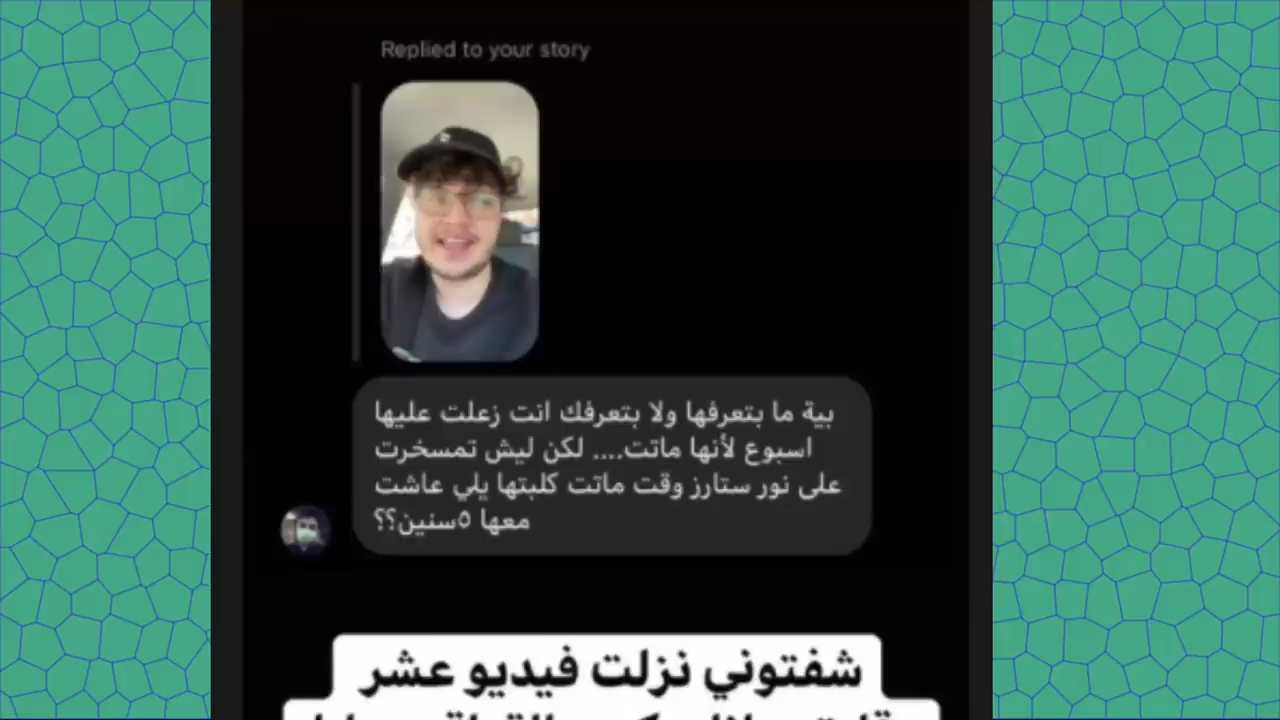 Replied to your story
بية ما بتعرفها ولا بتعرفك انت زعلت عليها
اسبوع لأنها ماتت.... لكن ليش تمسخرت
على نور ستارز وقت ماتت كلبتها يلي عاشت
معها ٥سنين؟؟
شفتوني نزلت فيديو عشر